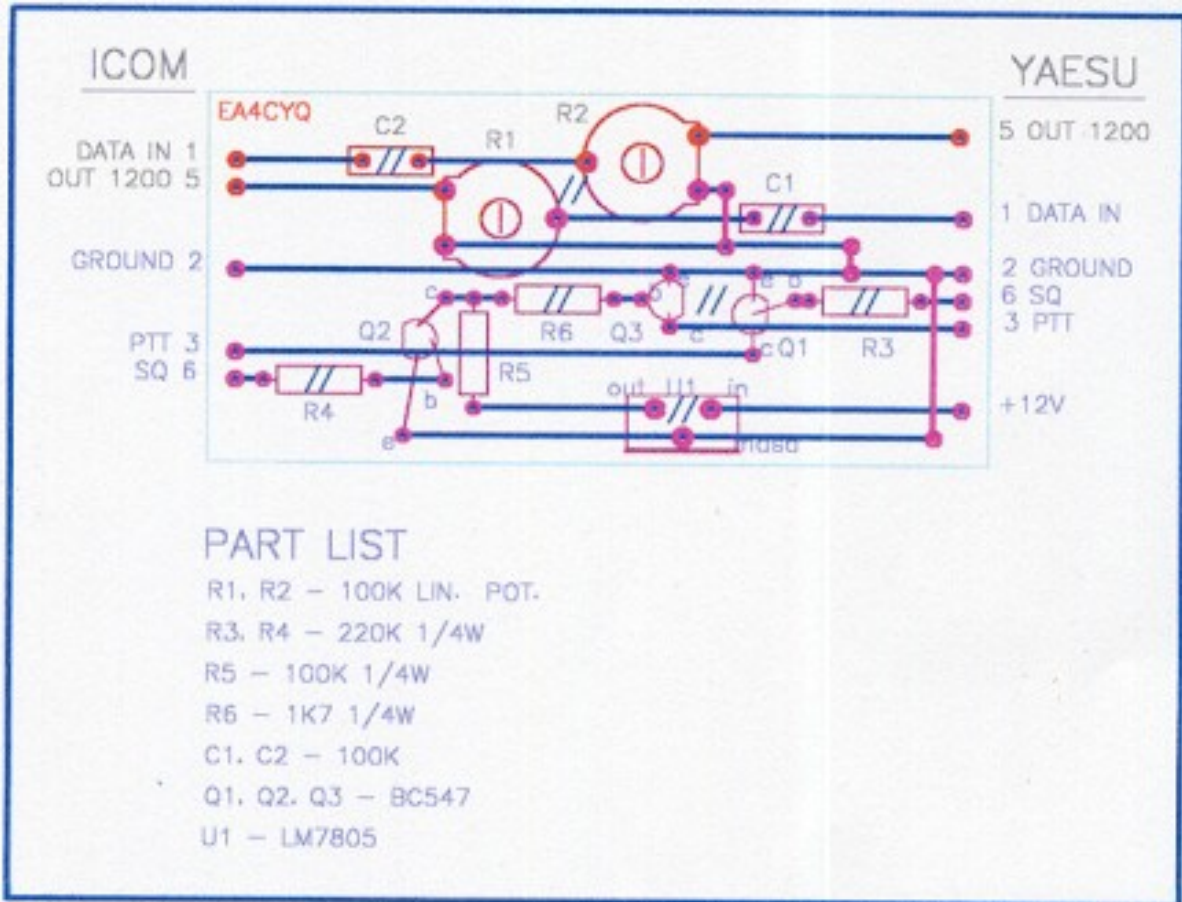 ICOM
YAESU
EA4CYQ
C2
R1
R2
C1
DATA IN 1
OUT 1200 5
GROUND 2
PTT 3
SQ 6
5 OUT 1200
1 DATA IN
2 GROUND
6 SQ
3 PTT
+12V
c
Q2
b
e
R4
R5
R6
Q3
e
c
e
c Q1
R3
out U1 in
masa
PART LIST
R1, R2 - 100K LIN. POT.
R3, R4 - 220K 1/4W
R5 - 100K 1/4W
R6 - 1K7 1/4W
C1, C2 - 100K
Q1, Q2, Q3 - BC547
U1 - LM7805